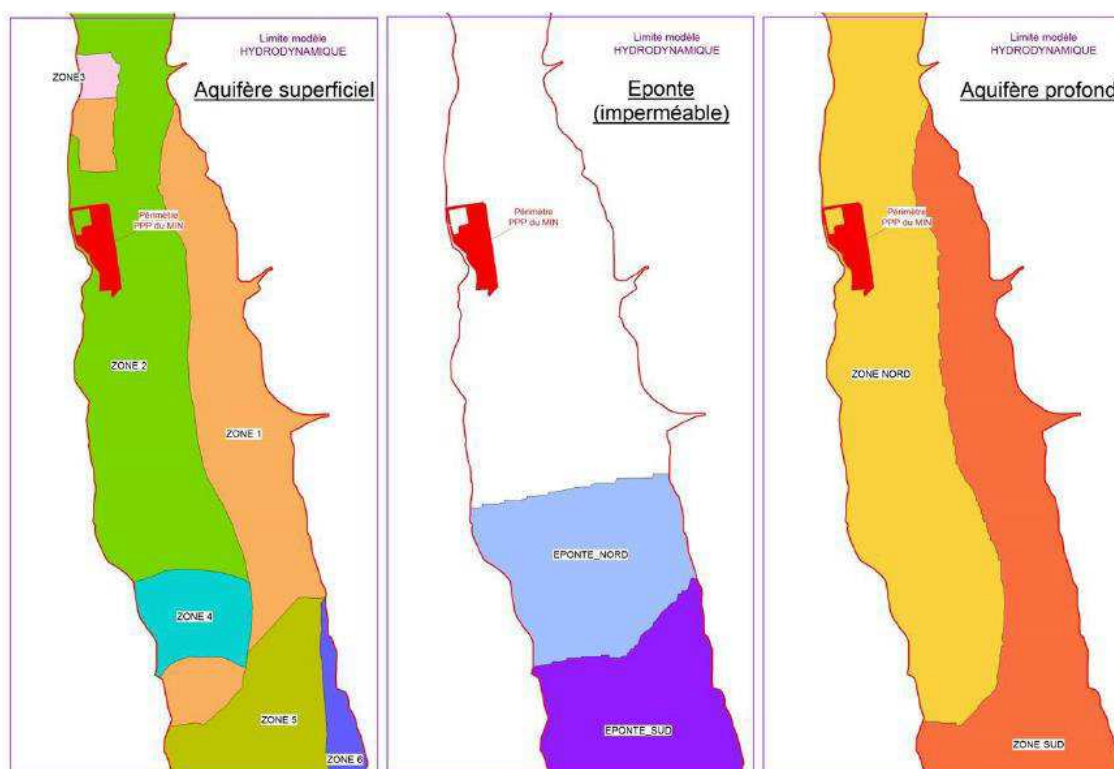 Limite modèle
HYDRODYNAMIQUE
Aquifère superficiel
ZONE3
Périmètre
PPP du MIN
ZONE 2
ZONE 1
ZONE 4
ZONE 5
ZONE 6
Limite modèle
HYDRODYNAMIQUE
Eponte
(imperméable)
Périmètre
PPP du MIN
EPONTE_NORD
EPONTE_SUD
Limite modèle
HYDRODYNAMIQUE
Aquifère profond
Périmètre
PPP du MIN
ZONE NORD
ZONE SUD